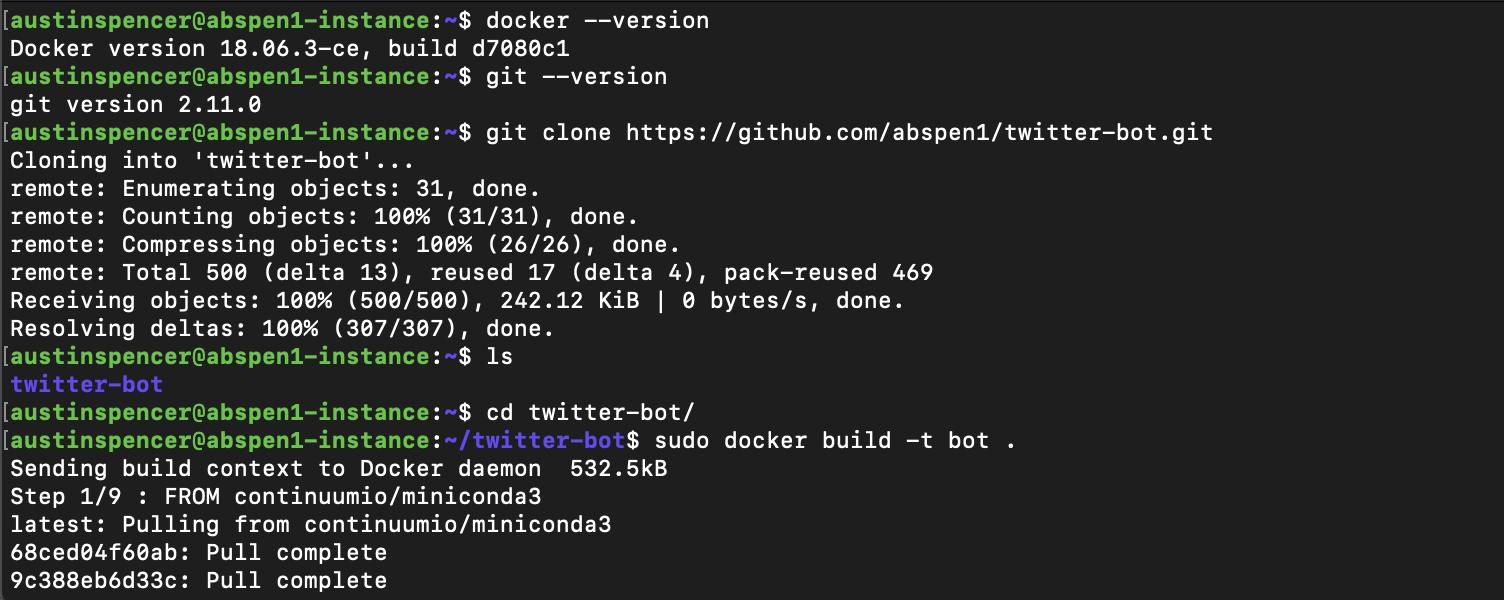 [austinspencer@abspen1-instance:~$ docker --version
Docker version 18.06.3-ce, build d7080c1
[austinspencer@abspen1-instance:~$ git --version
git version 2.11.0
[austinspencer@abspen1-instance:~$ git clone https://github.com/abspen1/twitter-bot.git
Cloning into 'twitter-bot'...
remote: Enumerating objects: 31, done.
remote: Counting objects: 100% (31/31), done.
remote: Compressing objects: 100% (26/26), done.
remote: Total 500 (delta 13), reused 17 (delta 4), pack-reused 469
Receiving objects: 100% (500/500), 242.12 KiB | 0 bytes/s, done.
Resolving deltas: 100% (307/307), done.
[austinspencer@abspen1-instance:~$ ls
twitter-bot
[austinspencer@abspen1-instance:~$ cd twitter-bot/
[austinspencer@abspen1-instance:~/twitter-bot$ sudo docker build -t bot .
Sending build context to Docker daemon  532.5kB
Step 1/9 : FROM continuumio/miniconda3
latest: Pulling from continuumio/miniconda3
68ced04f60ab: Pull complete
9c388eb6d33c: Pull complete